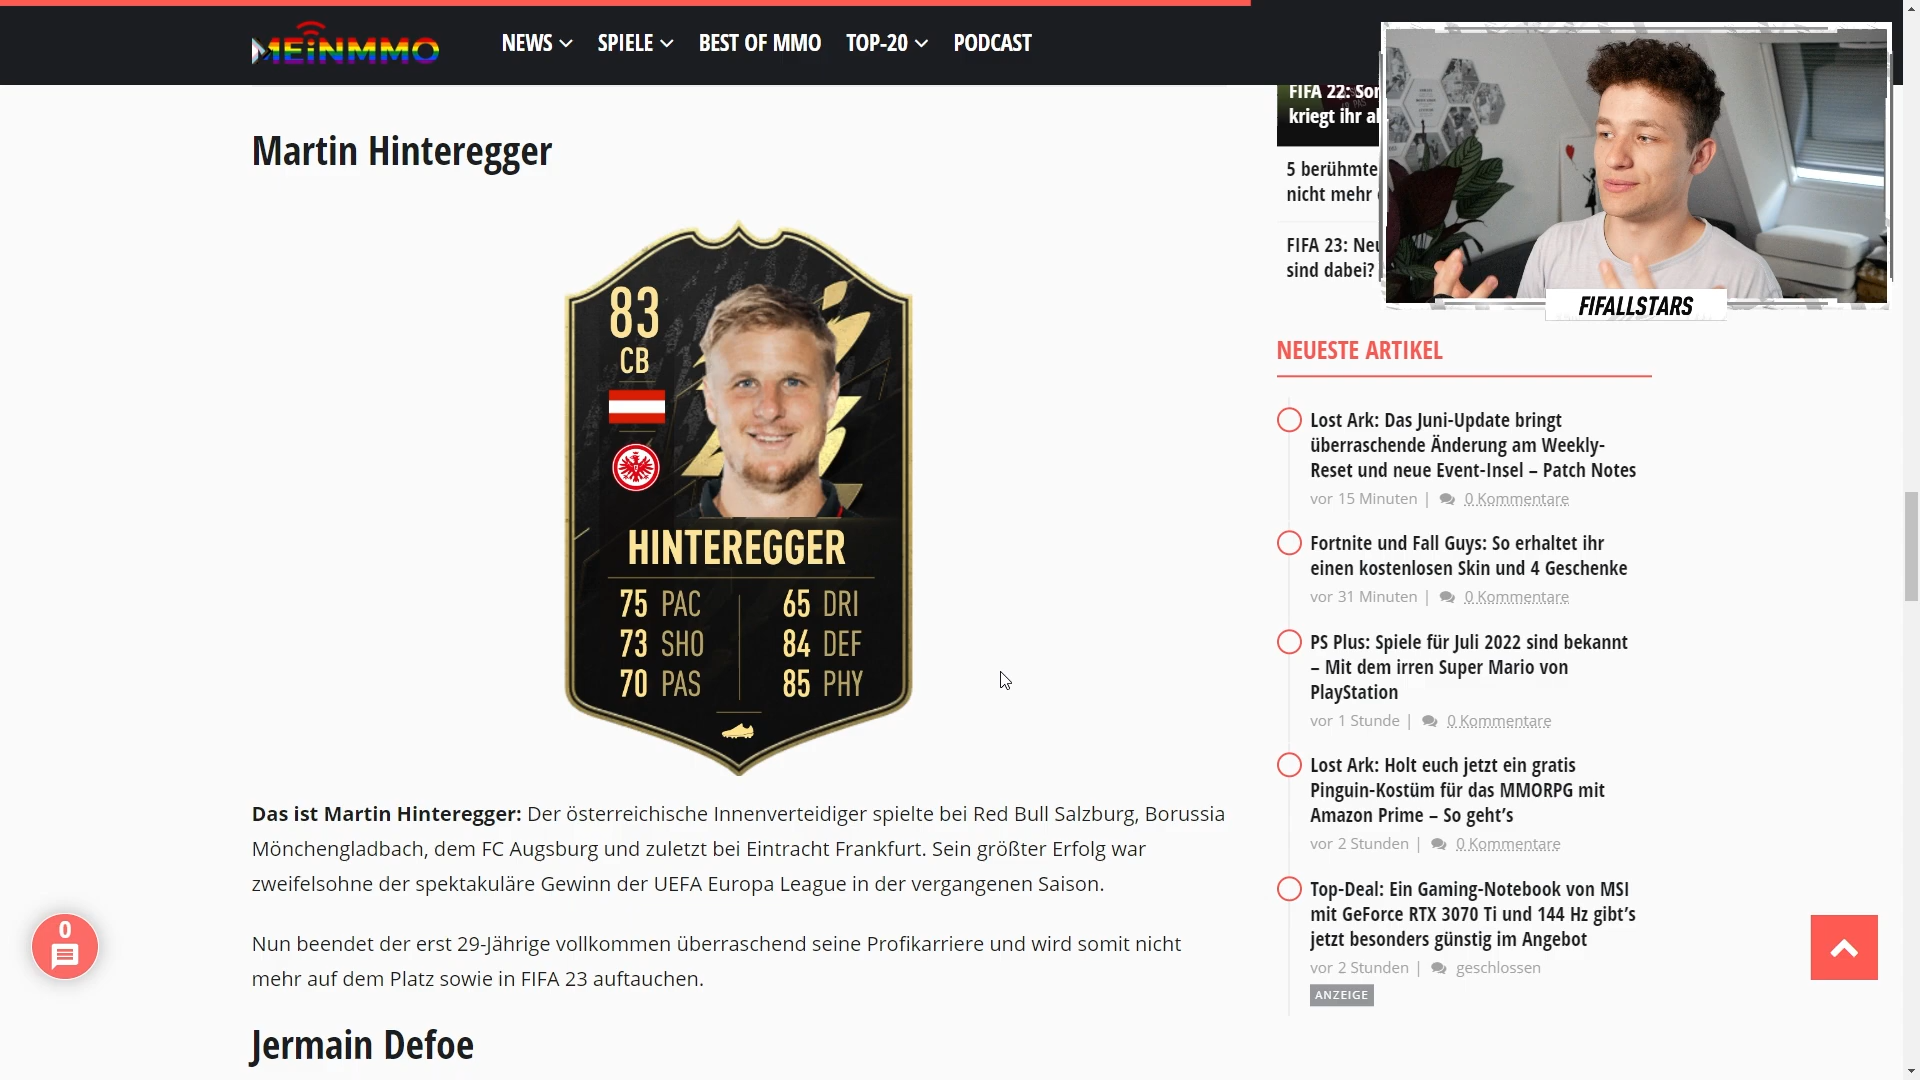 MEiNMMO
NEWS
SPIELE
BEST OF MMO
TOP-20
PODCAST
Martin Hinteregger
83
CB
HINTEREGGER
75 PAC
65 DRI
73 SHO
84 DEF
70 PAS
85 PHY
Das ist Martin Hinteregger: Der österreichische Innenverteidiger spielte bei Red Bull Salzburg, Borussia
Mönchengladbach, dem FC Augsburg und zuletzt bei Eintracht Frankfurt. Sein größter Erfolg war
zweifelsohne der spektakuläre Gewinn der UEFA Europa League in der vergangenen Saison.
Nun beendet der erst 29-Jährige vollkommen überraschend seine Profikarriere und wird somit nicht
mehr auf dem Platz sowie in FIFA 23 auftauchen.
Jermain Defoe
0
FIFA 22:
kriegt ihr
5 berühmte
nicht mehr
FIFA 23:
sind dabei?
FIFALLSTARS
NEUESTE ARTIKEL
Lost Ark: Das Juni-Update bringt
überraschende Änderung am Weekly-
Reset und neue Event-Insel – Patch Notes
vor 15 Minuten | 0 Kommentare
Fortnite und Fall Guys: So erhaltet ihr
einen kostenlosen Skin und 4 Geschenke
vor 31 Minuten | 0 Kommentare
PS Plus: Spiele für Juli 2022 sind bekannt
– Mit dem irren Super Mario von
PlayStation
vor 1 Stunde | 0 Kommentare
Lost Ark: Holt euch jetzt ein gratis
Pinguin-Kostüm für das MMORPG mit
Amazon Prime – So geht's
vor 2 Stunden | 0 Kommentare
Top-Deal: Ein Gaming-Notebook von MSI
mit GeForce RTX 3070 Ti und 144 Hz gibt's
jetzt besonders günstig im Angebot
vor 2 Stunden | geschlossen
ANZEIGE